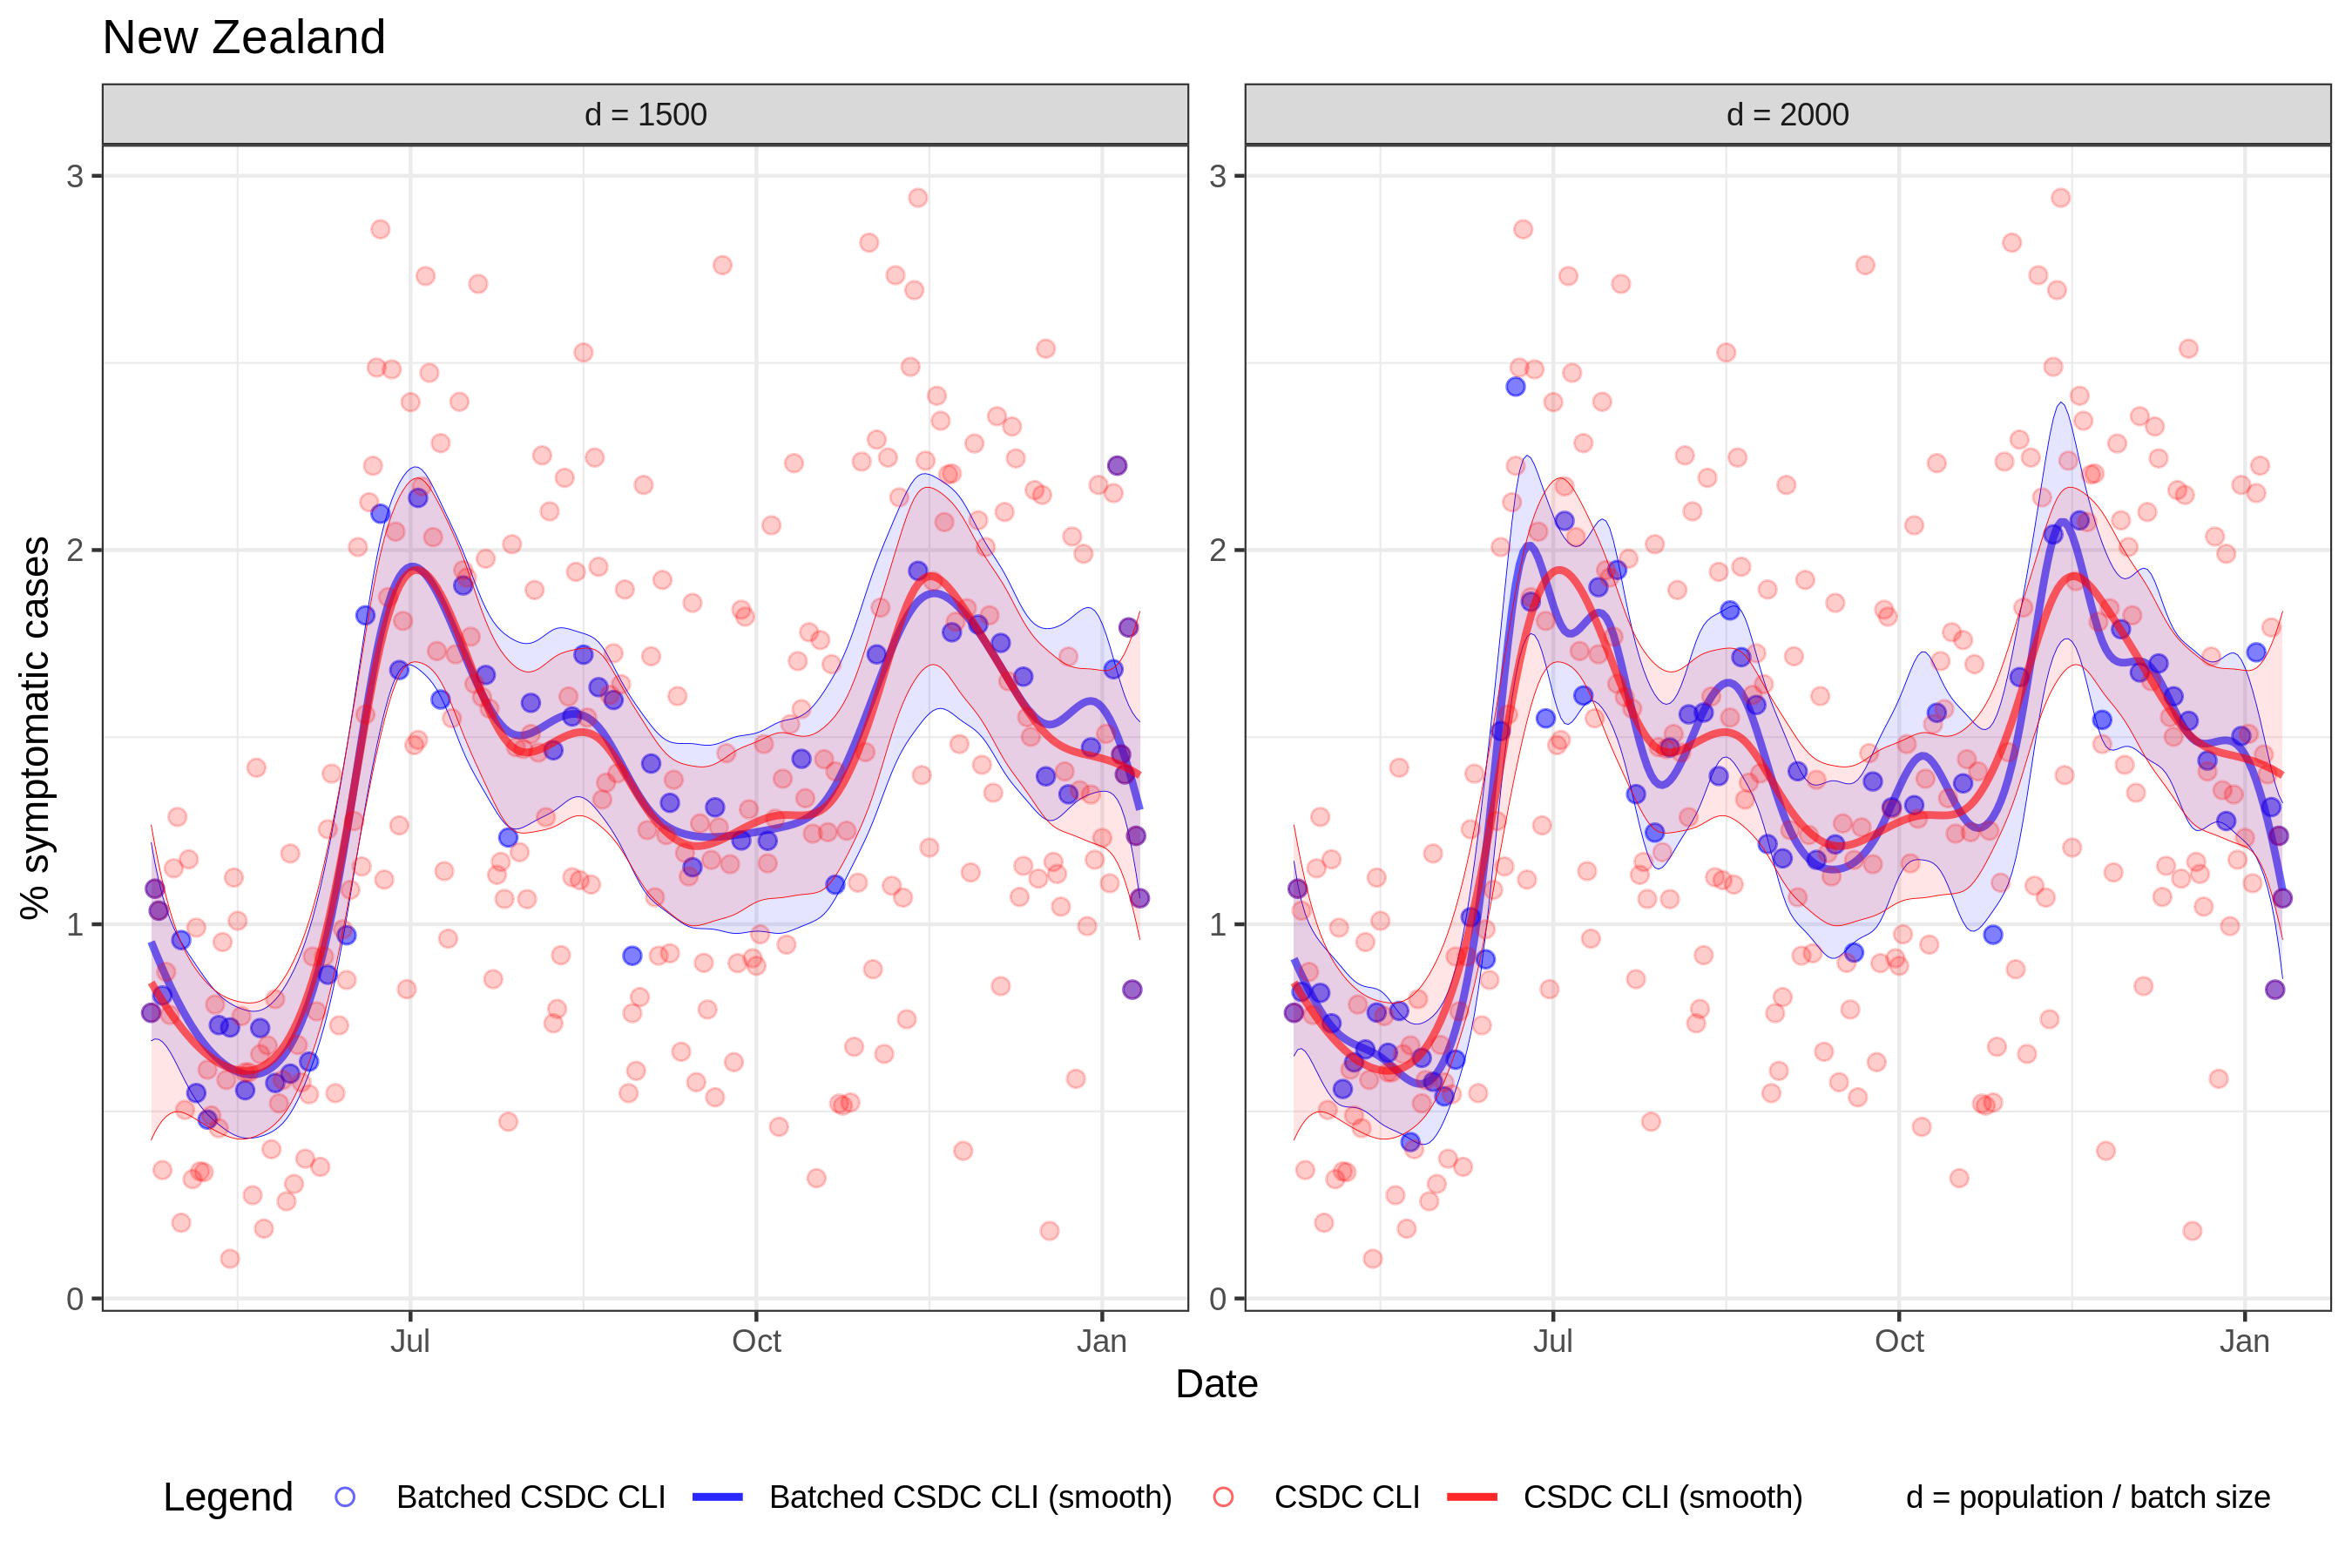 New Zealand
d = 1500
d = 2000
% symptomatic cases
3
2
1
0
3
2
1
0
Jul
Oct
Jan
Jul
Oct
Jan
Date
Legend
Batched CSDC CLI
Batched CSDC CLI (smooth)
CSDC CLI
CSDC CLI (smooth)
d = population / batch size